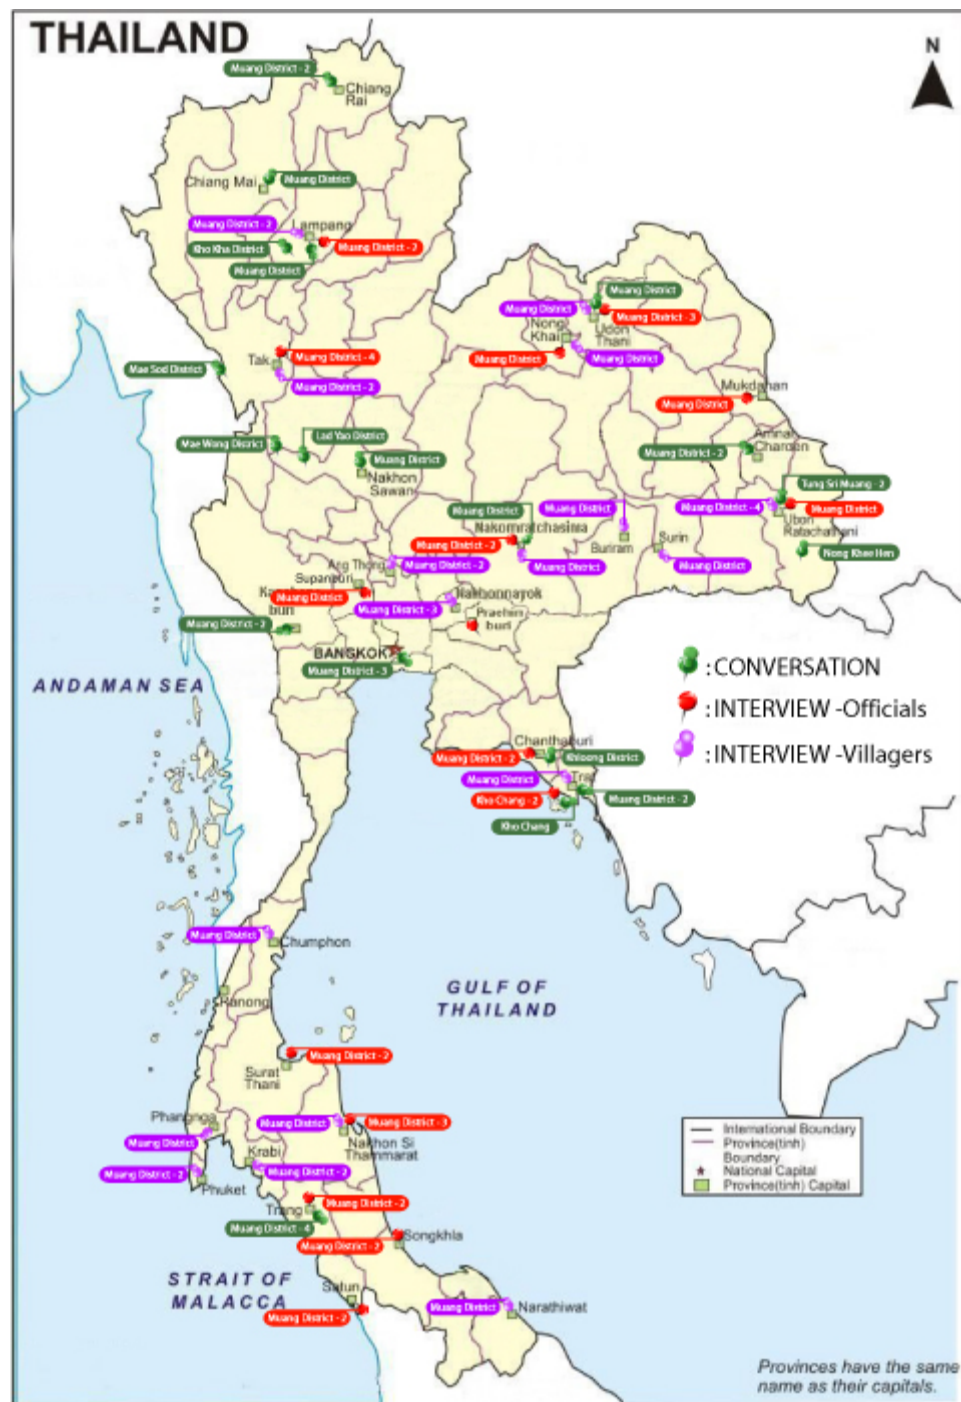 THAILAND
N
Muang District - 2
Chiang
Rai
Chiang Mai
Muang District
Muang District - 2
Lampang
Kho Kha District
Muang District - 2
Muang District
Muang District
Muang District
Muang District - 3
Nong
Khai
Udon
Thani
Muang District
Muang District
Muang District - 4
Tak
Mae Sod District
Muang District - 2
Mukdahan
Muang District
Mae Wang District
Lad Yao District
Muang District
Nakhon
Sawan
Amnat
Charoen
Muang District - 2
Tung Sri Muang - 2
Muang District - 4
Muang District
Ubon
Ratachathani
Nong Khee Hen
Muang District
Muang District
Nakornratchasima
Muang District - 2
Muang District
Buriram
Surin
Muang District
Ang Thong
Muang District - 2
Supanburi
Muang District
Nakhonnayok
Muang District - 3
Prachin
buri
buri
Muang District - 2
BANGKOK
Muang District - 3
ANDAMAN SEA
: CONVERSATION
: INTERVIEW -Officials
: INTERVIEW -Villagers
Chanthaburi
Muang District - 2
Khloong District
Muang District
Trat
Kho Chang - 2
Muang District - 2
Kho Chang
Muang District
Chumphon
GULF OF
THAILAND
Ranong
Muang District - 2
Surat
Thani
Phangnga
Muang District
Muang District - 3
Muang District
Nakhon Si
Thammarat
Krabi
Muang District - 2
Muang District - 2
Phuket
Muang District - 2
Trang
Muang District - 4
Muang District - 2
Songkhla
STRAIT OF
MALACCA
Satun
Muang District - 2
Muang District
Narathiwat
International Boundary
Province(tinh)
Boundary
National Capital
Province(tinh) Capital
Provinces have the same
name as their capitals.